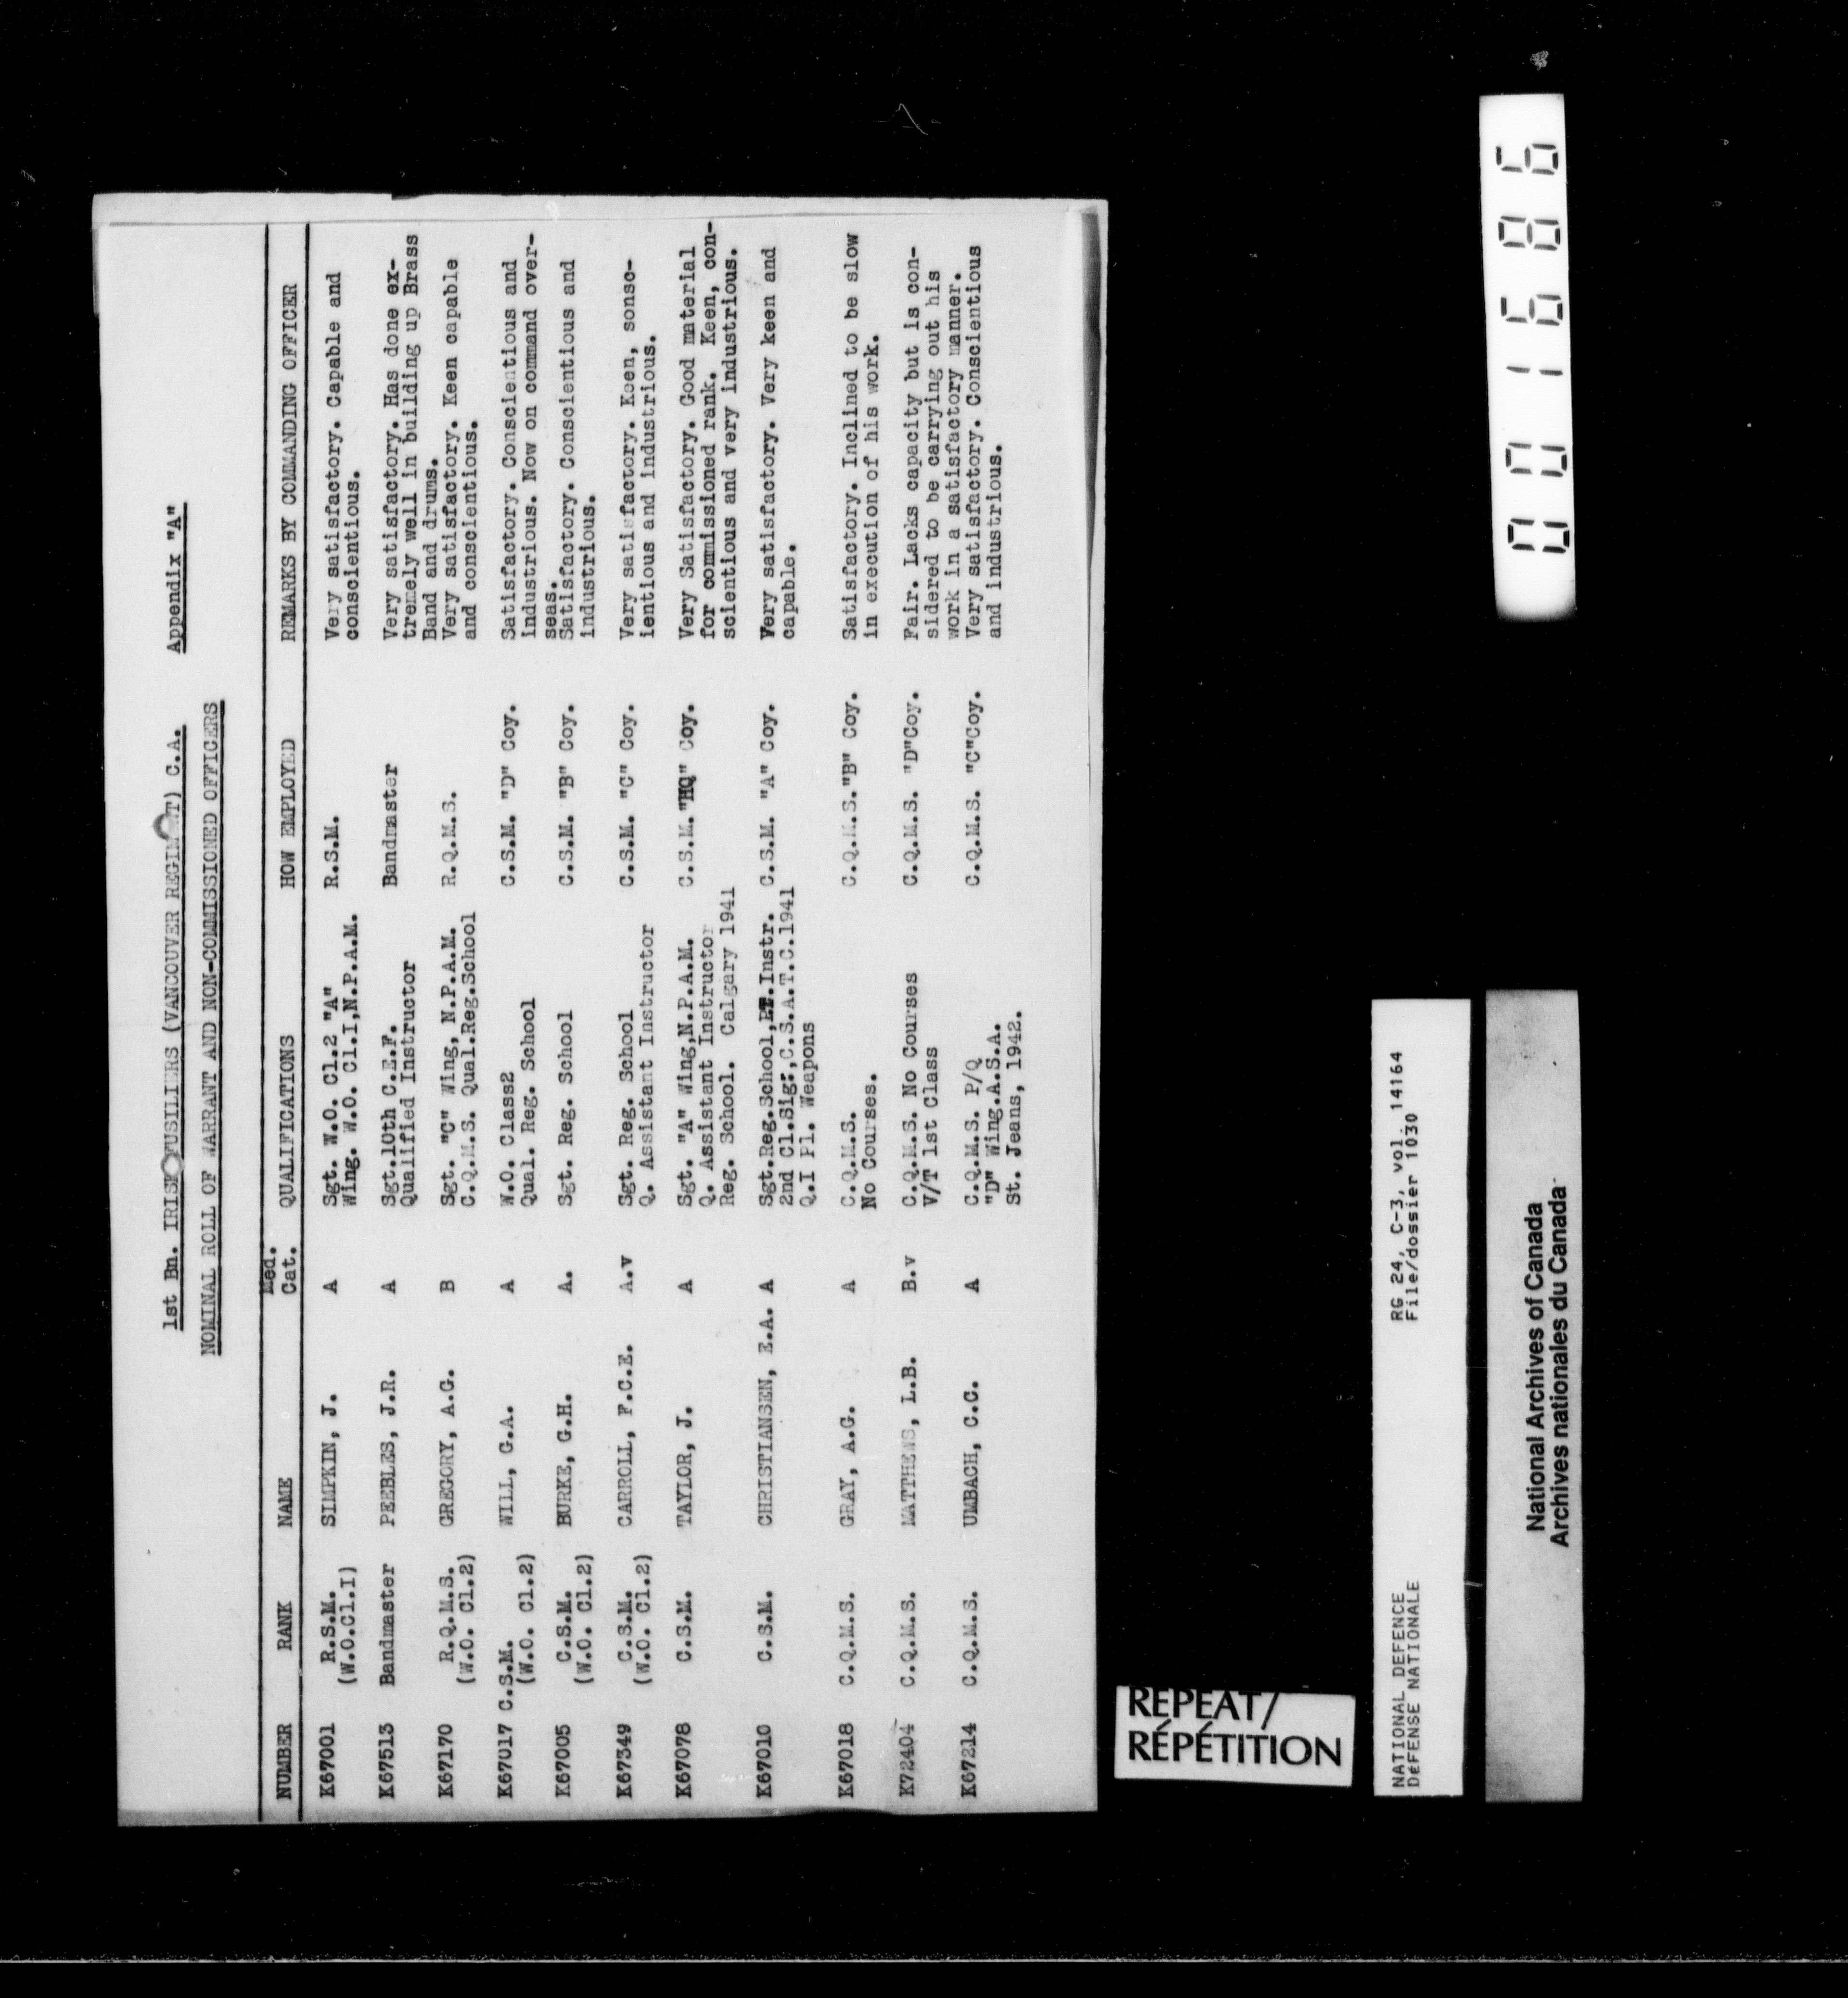 1st Bn. IRISH FUSILIERS (VANCOUVER REGIMENT) C.A. Appendix "A"
NOMINAL ROLL OF WARRANT AND NON-COMMISSIONED OFFICERS
NUMBER RANK NAME Med. Cat. QUALIFICATIONS HOW EMPLOYED REMARKS BY COMMANDING OFFICER
K67001 R.S.M. SIMPKIN, J. A Sgt. W.O. Cl.2 "A" R.S.M. Very satisfactory. Capable and
(W.O.Cl.I) Wing. W.O. Cl.I,N.P.A.M. conscientious.
K67513 Bandmaster PEEBLES, J.R. A Sgt.10th C.E.F. Bandmaster Very satisfactory. Has done ex-
Qualified Instructor tremely well in building up Brass
Band and drums.
K67170 R.Q.M.S. GREGORY, A.G. B Sgt. "C" Wing, N.P.A.M. R.Q.M.S. Very satisfactory. Keen capable
(W.O. Cl.2) C.Q.M.S. Qual.Reg.School and conscientious.
K67017 C.S.M. WILL, G.A. A W.O. Class2 C.S.M. "D" Coy. Satisfactory. Conscientious and
(W.O. Cl.2) Qual. Reg. School industrious. Now on command over-
seas.
K67005 C.S.M. BURKE, G.H. A. Sgt. Reg. School C.S.M. "B" Coy. Satisfactory. Conscientious and
(W.O. Cl.2) industrious.
K67349 C.S.M. CARROLL, F.C.E. A.v Sgt. Reg. School C.S.M. "C" Coy. Very satisfactory. Keen, sonsc-
(W.O. Cl.2) Q. Assistant Instructor ientious and industrious.
K67078 C.S.M. TAYLOR, J. A Sgt. "A" Wing,N.P.A.M. C.S.M. "HQ" Coy. Very Satisfactory. Good material
Q. Assistant Instructor for commissioned rank. Keen, con-
Reg. School. Calgary 1941 scientious and very industrious.
K67010 C.S.M. CHRISTIANSEN, E.A. A Sgt.Reg.School, .Instr. C.S.M. "A" Coy. Very satisfactory. Very keen and
2nd Cl.Sig.,C.S.A.T.C.1941 capable.
Q.I Pl. Weapons
K67018 C.Q.M.S. GRAY, A.G. A C.Q.M.S. C.Q.M.S."B" Coy. Satisfactory. Inclined to be slow
No Courses. in execution of his work.
K72404 C.Q.M.S. MATTHEWS, L.B. B.v C.Q.M.S. No Courses C.Q.M.S. "D"Coy. Fair. Lacks capacity but is con-
V/T 1st Class sidered to be carrying out his
work in a satisfactory manner.
K67214 C.Q.M.S. UMBACH, C.C. A C.Q.M.S. P/Q C.Q.M.S. "C"Coy. Very satisfactory. Conscientious
"D" Wing.A.S.A. and industrious.
St. Jeans, 1942.
REPEAT/
RÉPÉTITION
NATIONAL DEFENCE RG 24, C-3, vol. 14164
DÉFENSE NATIONALE File/dossier 1030
National Archives of Canada
Archives nationales du Canada
001686